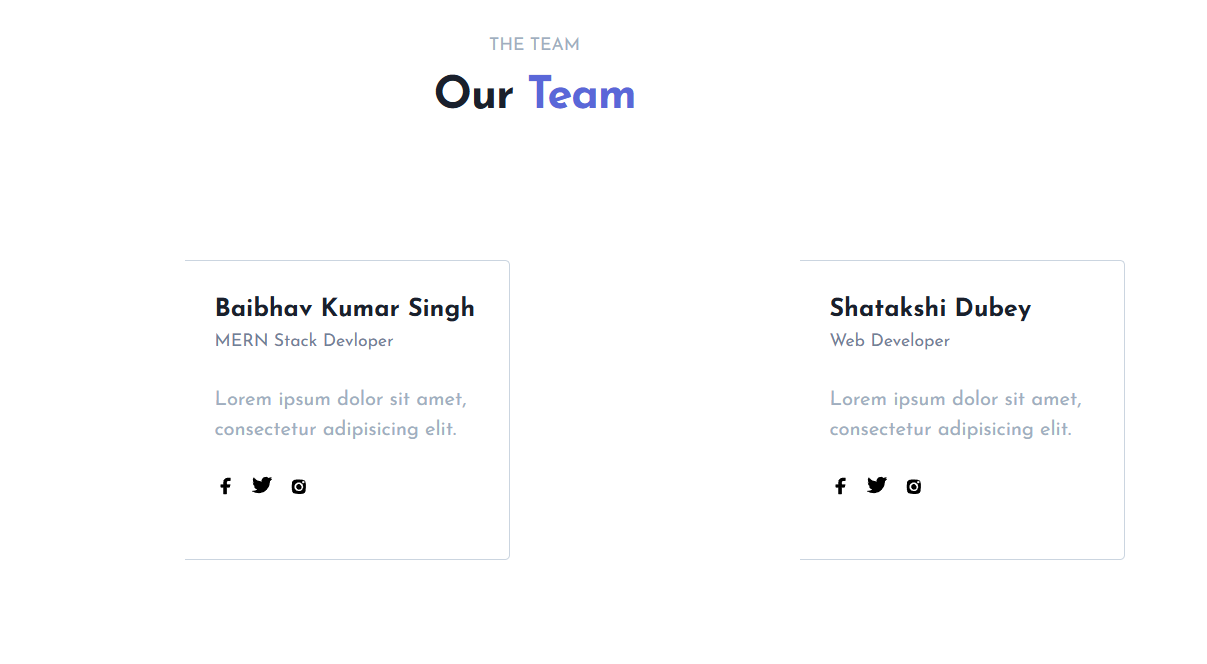 THE TEAM
Our Team
Baibhav Kumar Singh
MERN Stack Devloper
Lorem ipsum dolor sit amet,
consectetur adipisicing elit.
Shatakshi Dubey
Web Developer
Lorem ipsum dolor sit amet,
consectetur adipisicing elit.